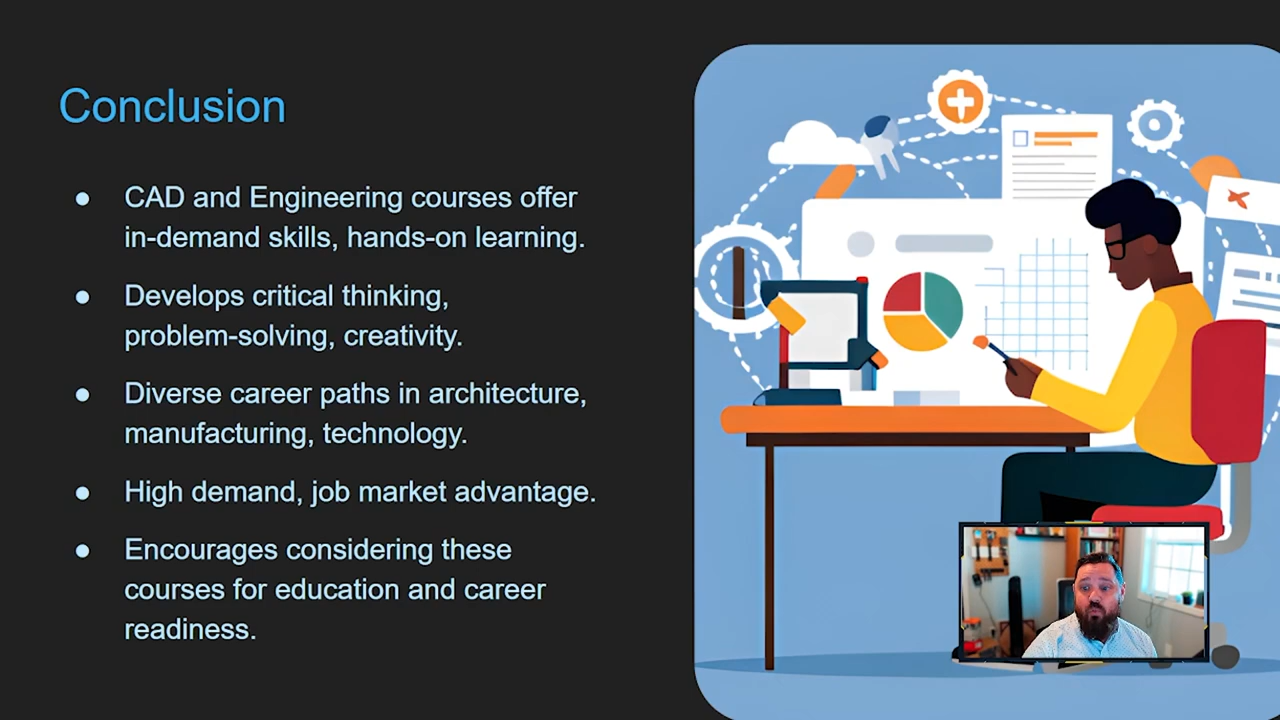 Conclusion
● CAD and Engineering courses offer
in-demand skills, hands-on learning.
● Develops critical thinking,
problem-solving, creativity.
● Diverse career paths in architecture,
manufacturing, technology.
● High demand, job market advantage.
● Encourages considering these
courses for education and career
readiness.